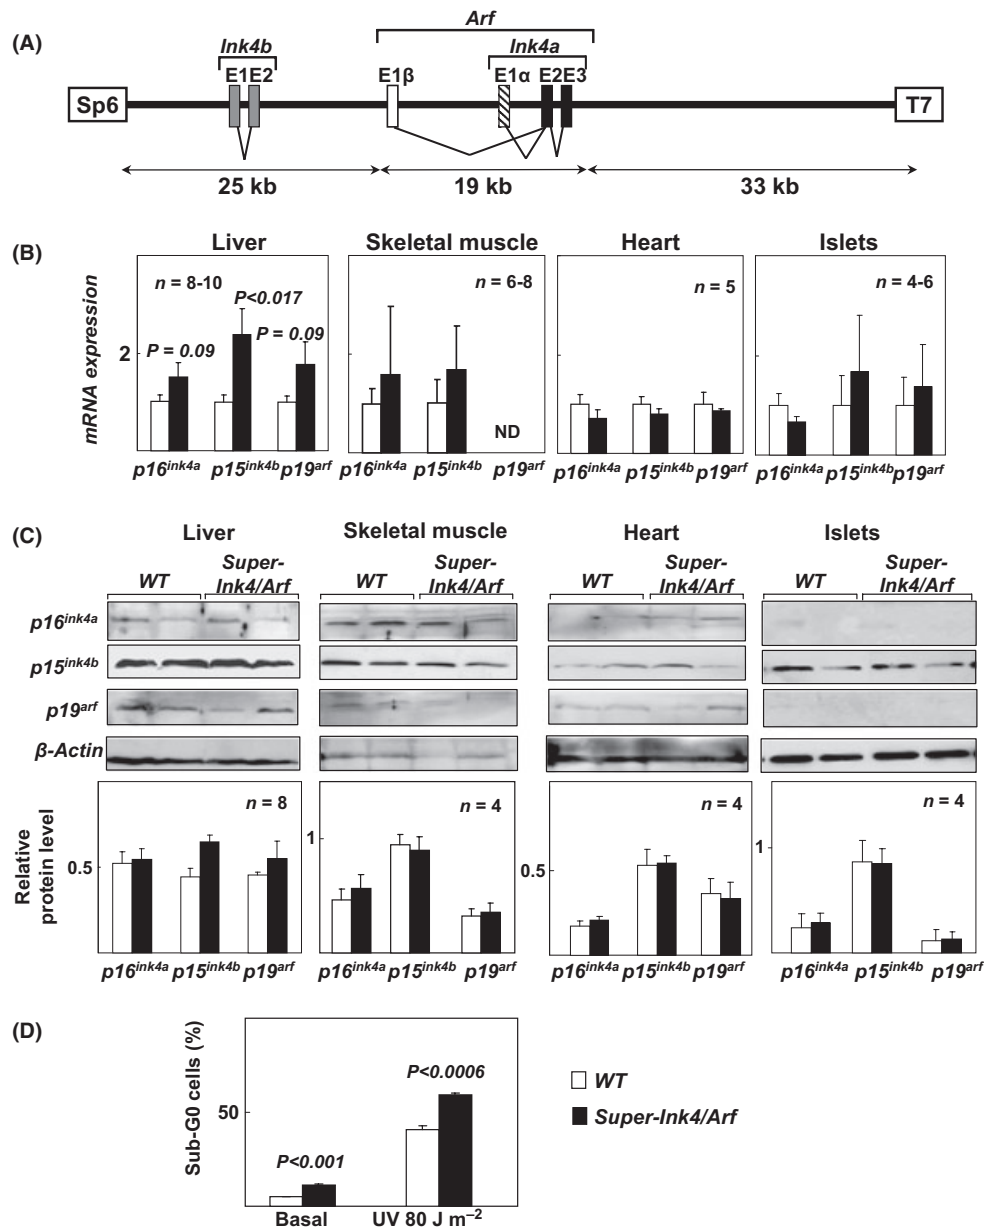 (A)
Arf
Ink4b
Ink4a
E1 E2
E1β
E1α
E2 E3
Sp6
T7
25 kb
19 kb
33 kb
(B)
Liver
Skeletal muscle
Heart
Islets
mRNA expression
2
n = 8-10
P<0.017
P = 0.09
P = 0.09
n = 6-8
ND
n = 5
n = 4-6
p16ink4a p15ink4b p19arf
p16ink4a p15ink4b p19arf
p16ink4a p15ink4b p19arf
p16ink4a p15ink4b p19arf
(C)
Liver
Skeletal muscle
Heart
Islets
WT
Super-
Ink4/Arf
WT
Super-
Ink4/Arf
WT
Super-
Ink4/Arf
WT
Super-
Ink4/Arf
p16ink4a
p15ink4b
p19arf
β-Actin
Relative
protein level
0.5
n = 8
1
n = 4
0.5
n = 4
1
n = 4
p16ink4a p15ink4b p19arf
p16ink4a p15ink4b p19arf
p16ink4a p15ink4b p19arf
p16ink4a p15ink4b p19arf
(D)
Sub-G0 cells (%)
50
P<0.001
P<0.0006
Basal
UV 80 J m−2
WT
Super-Ink4/Arf